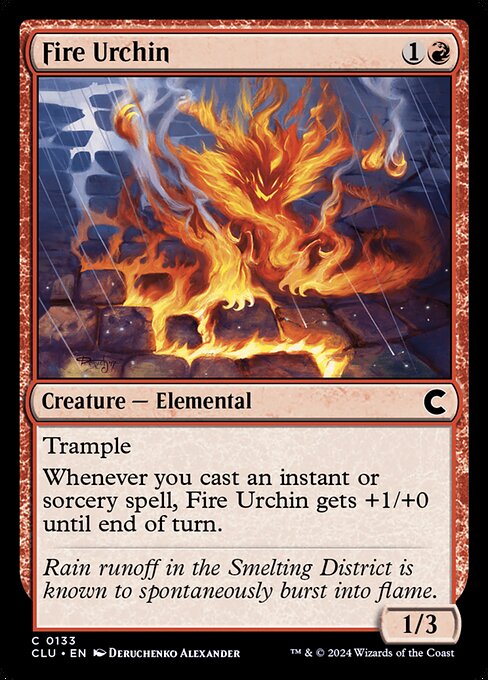 Fire Urchin 1
Creature — Elemental
Trample
Whenever you cast an instant or
sorcery spell, Fire Urchin gets +1/+0
until end of turn.
Rain runoff in the Smelting District is
known to spontaneously burst into flame.
1/3
C 0133
CLU • EN DERUCHENKO ALEXANDER
™ & © 2024 Wizards of the Coast